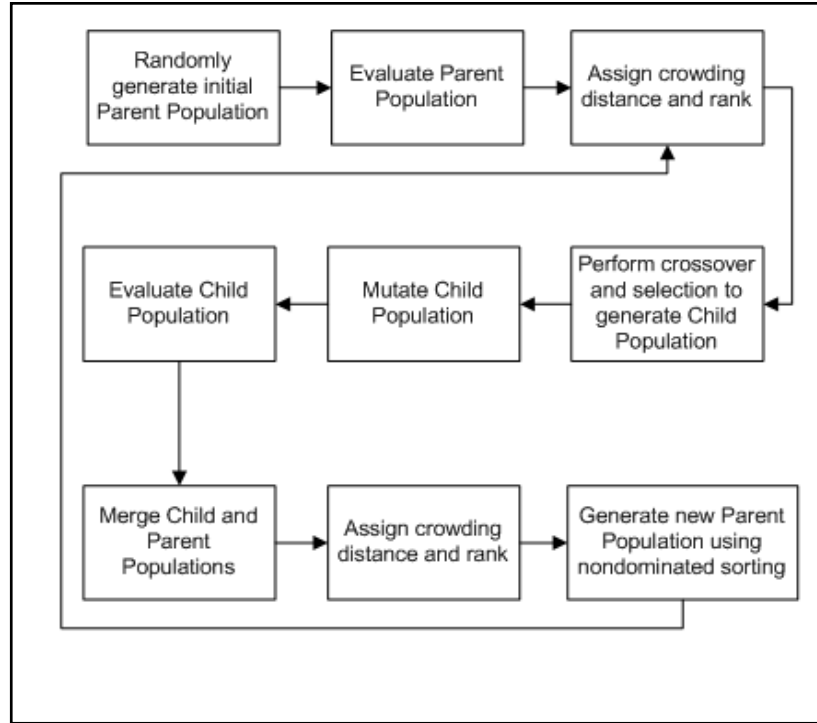 Randomly
generate initial
Parent Population
Evaluate Parent
Population
Assign crowding
distance and rank
Evaluate Child
Population
Mutate Child
Population
Perform crossover
and selection to
generate Child
Population
Merge Child and
Parent
Populations
Assign crowding
distance and rank
Generate new Parent
Population using
nondominated sorting